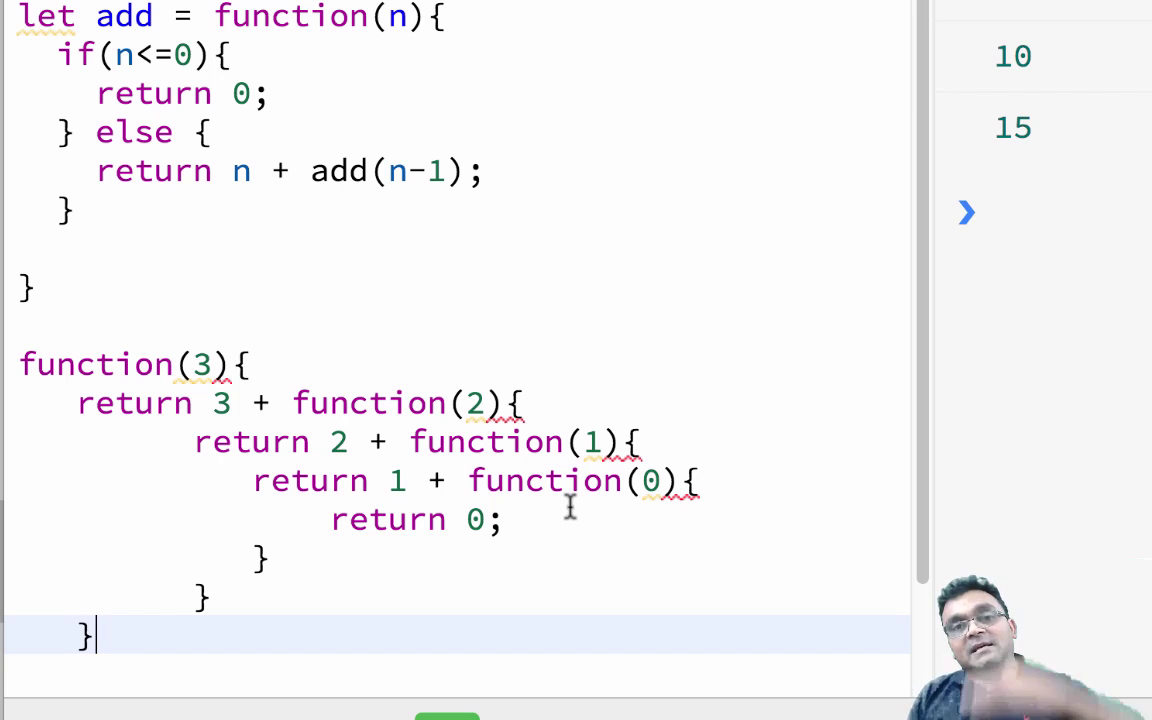 let add = function(n){
if(n<=0){
return 0;
} else {
return n + add(n-1);
}
}
function(3){
return 3 + function(2){
return 2 + function(1){
return 1 + function(0){
return 0;
}
}
}
10
15
❯